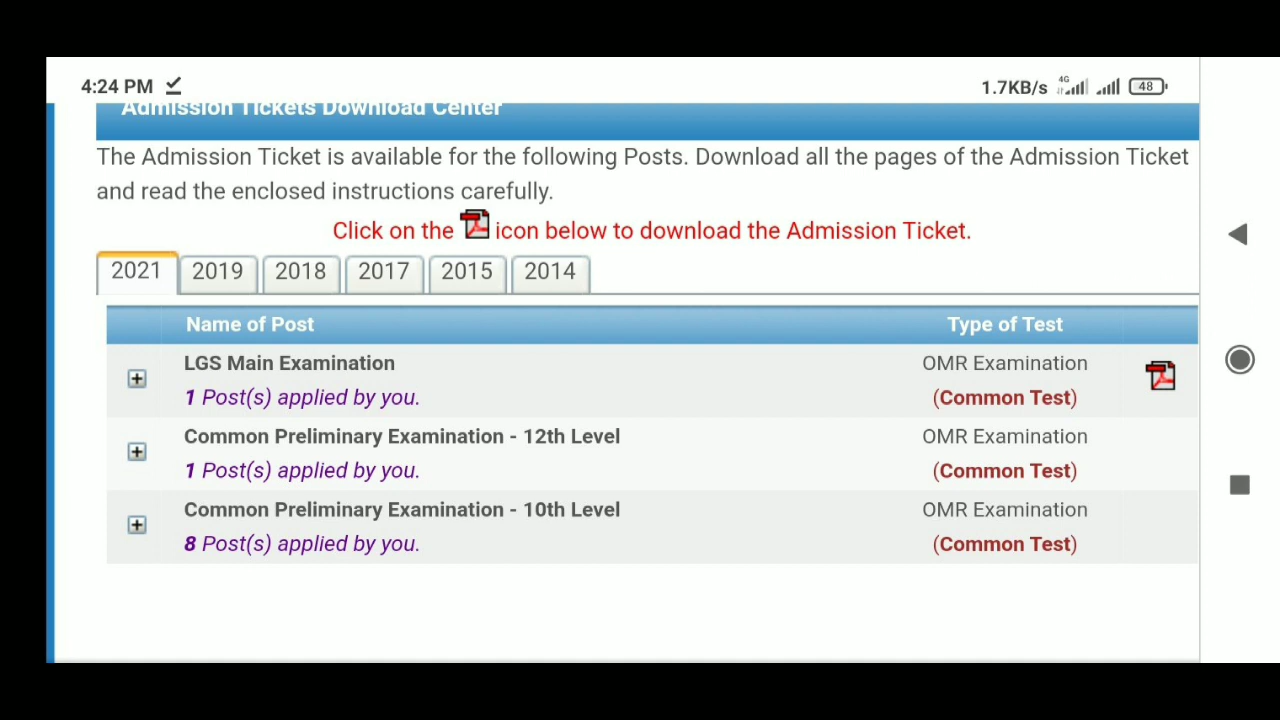 4:24 PM 1.7KB/s 4G 48
Admission Tickets Download Center
The Admission Ticket is available for the following Posts. Download all the pages of the Admission Ticket
and read the enclosed instructions carefully.
Click on the icon below to download the Admission Ticket.
2021 2019 2018 2017 2015 2014
Name of Post Type of Test
LGS Main Examination OMR Examination
1 Post(s) applied by you. (Common Test)
Common Preliminary Examination - 12th Level OMR Examination
1 Post(s) applied by you. (Common Test)
Common Preliminary Examination - 10th Level OMR Examination
8 Post(s) applied by you. (Common Test)